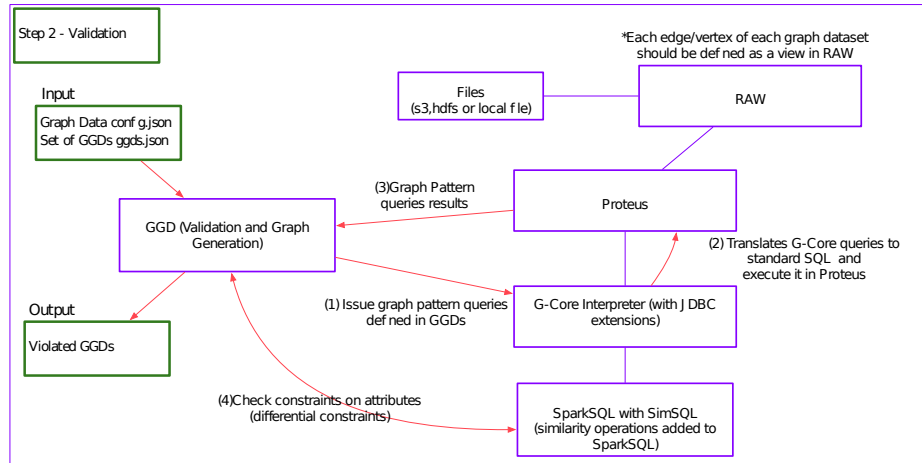 Step 2 - Validation
*Each edge/vertex of each graph dataset
should be defined as a view in RAW
Input
Graph Data conf g.json
Set of GGDs ggds.json
Files
(s3,hdfs or local f le)
RAW
(3)Graph Pattern
queries results
GGD (Validation and Graph
Generation)
Proteus
(2) Translates G-Core queries to
standard SQL and
execute it in Proteus
(1) Issue graph pattern queries
def ned in GGDs
G-Core Interpreter (with JDBC
extensions)
Output
Violated GGDs
(4)Check constraints on attributes
(differential constraints)
SparkSQL with SimSQL
(similarity operations added to
SparkSQL)